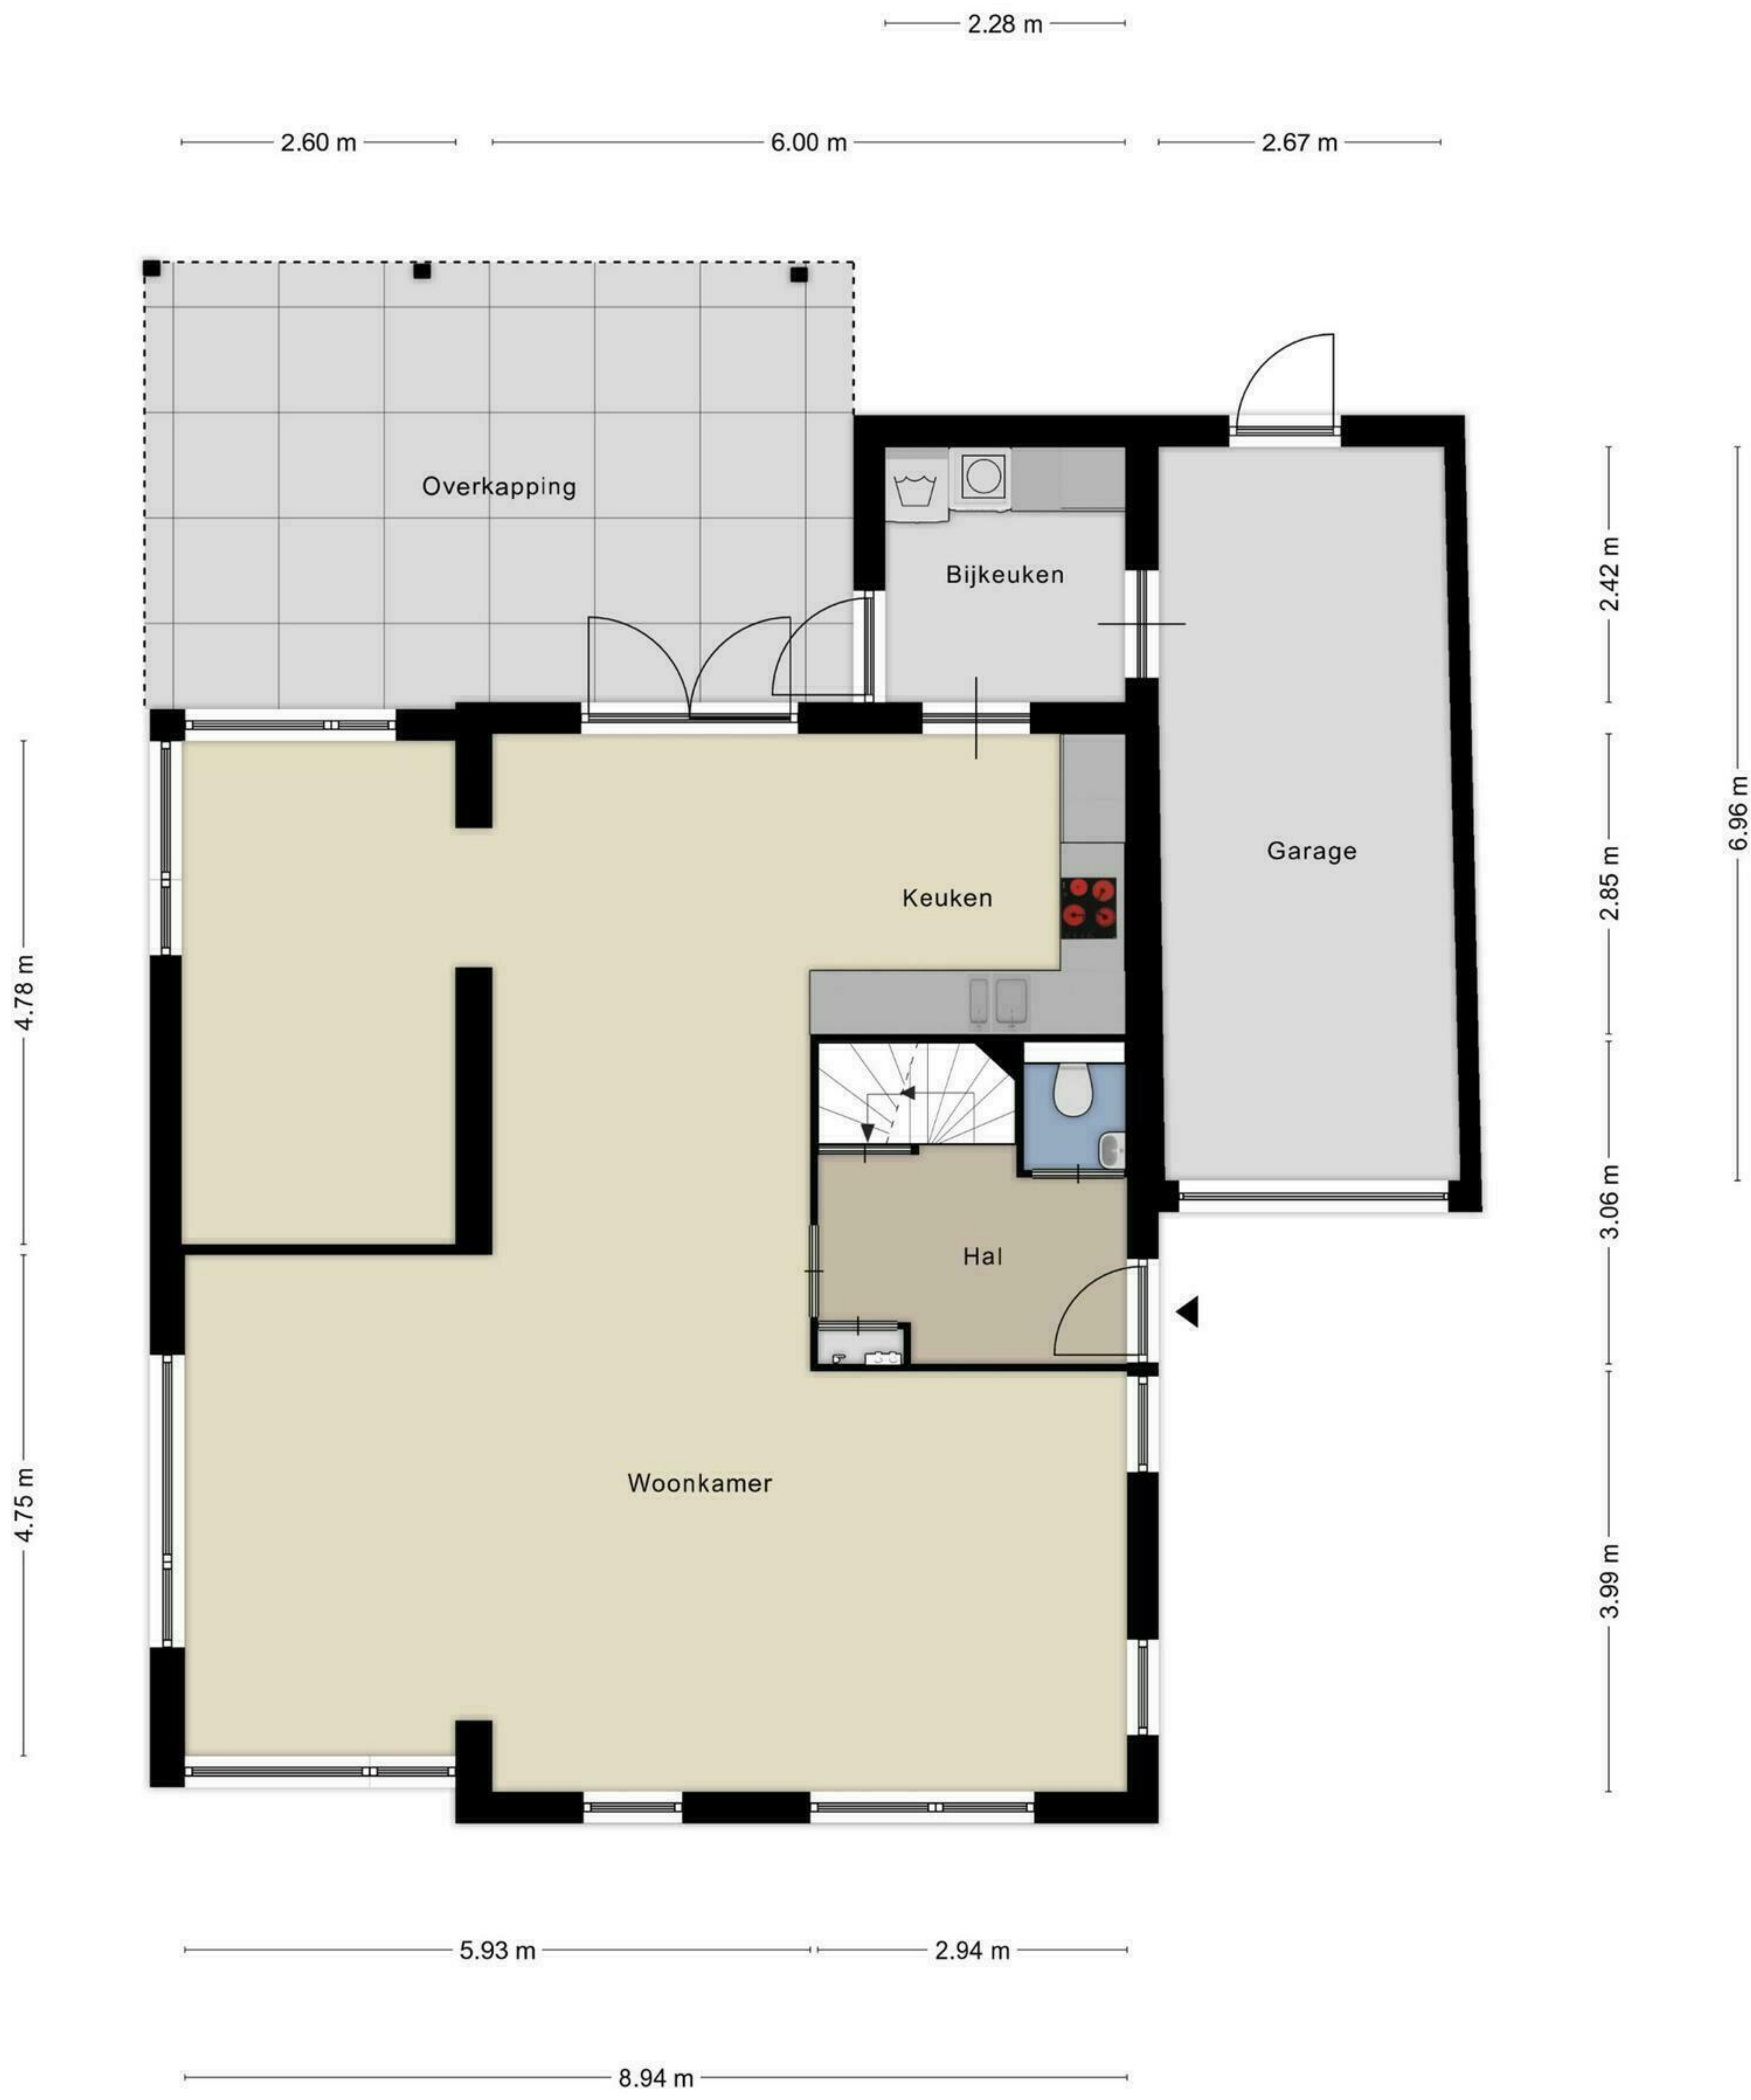 2.28 m
2.60 m
6.00 m
2.67 m
Overkapping
Bijkeuken
2.42 m
6.96 m
Garage
2.85 m
Keuken
4.78 m
3.06 m
Hal
Woonkamer
4.75 m
3.99 m
5.93 m
2.94 m
8.94 m